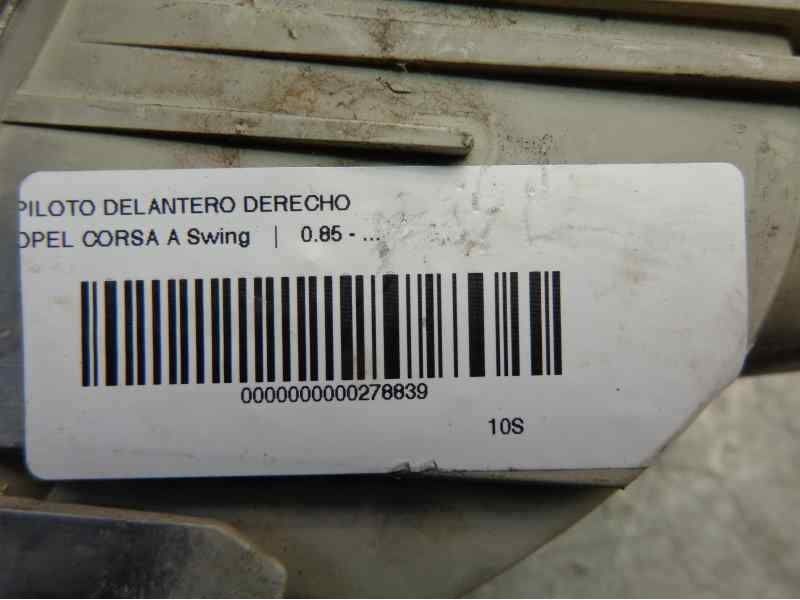 PILOTO DELANTERO DERECHO
OPEL CORSA A Swing | 0.85 - ...
0000000000278839
10S